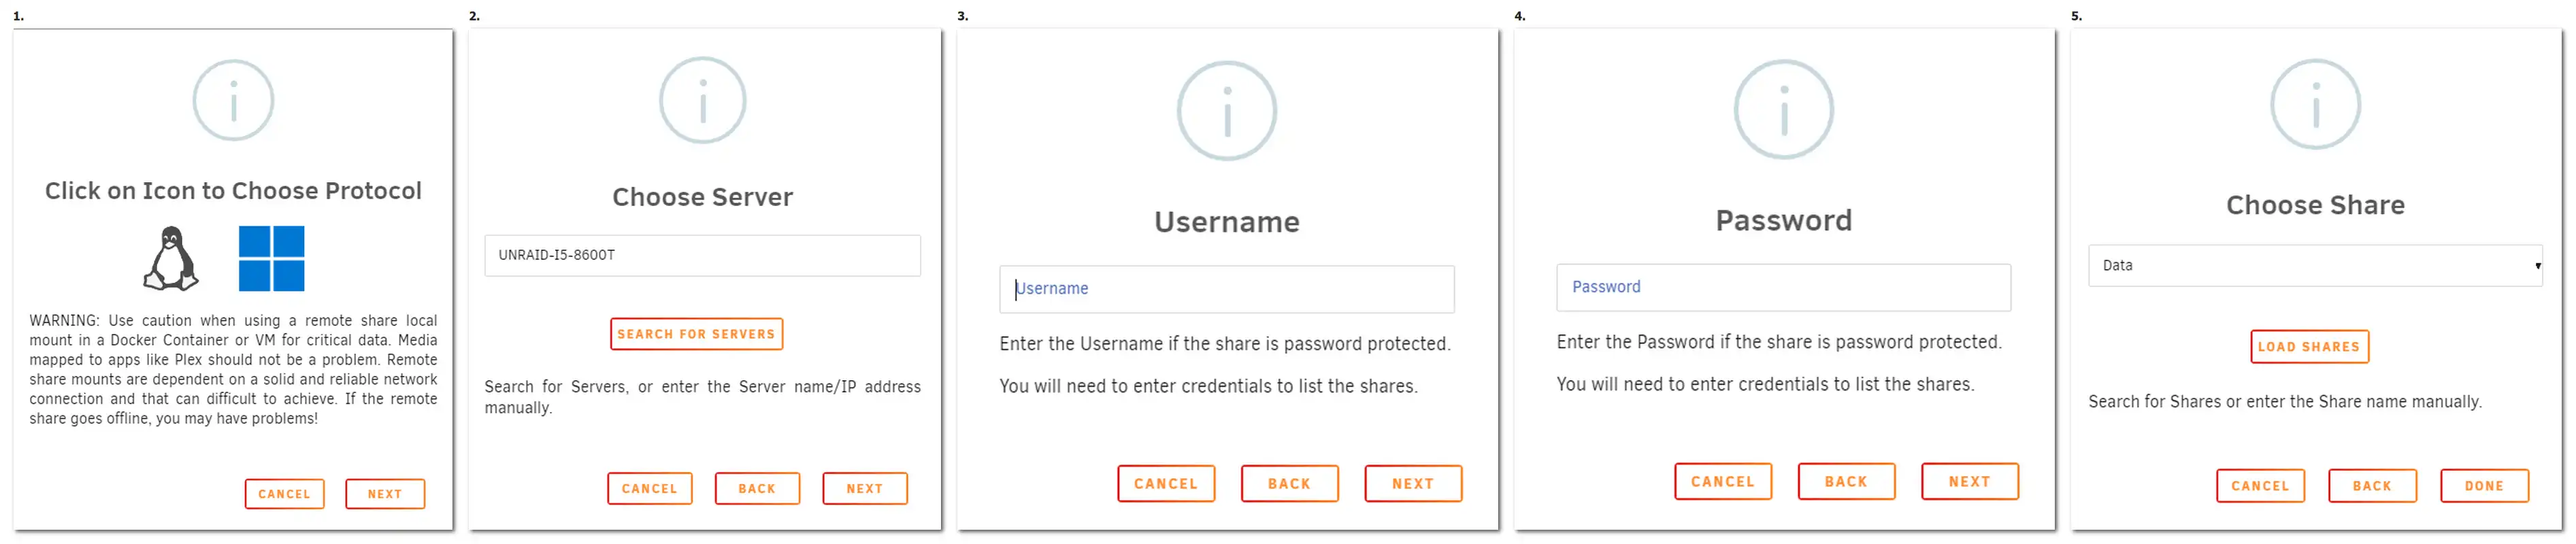 1.
Click on Icon to Choose Protocol
WARNING: Use caution when using a remote share local
mount in a Docker Container or VM for critical data. Media
mapped to apps like Plex should not be a problem. Remote
share mounts are dependent on a solid and reliable network
connection and that can difficult to achieve. If the remote
share goes offline, you may have problems!
CANCEL
NEXT
2.
Choose Server
UNRAID-I5-8600T
SEARCH FOR SERVERS
Search for Servers, or enter the Server name/IP address
manually.
CANCEL
BACK
NEXT
3.
Username
Username
Enter the Username if the share is password protected.
You will need to enter credentials to list the shares.
CANCEL
BACK
NEXT
4.
Password
Password
Enter the Password if the share is password protected.
You will need to enter credentials to list the shares.
CANCEL
BACK
NEXT
5.
Choose Share
Data
LOAD SHARES
Search for Shares or enter the Share name manually.
CANCEL
BACK
DONE